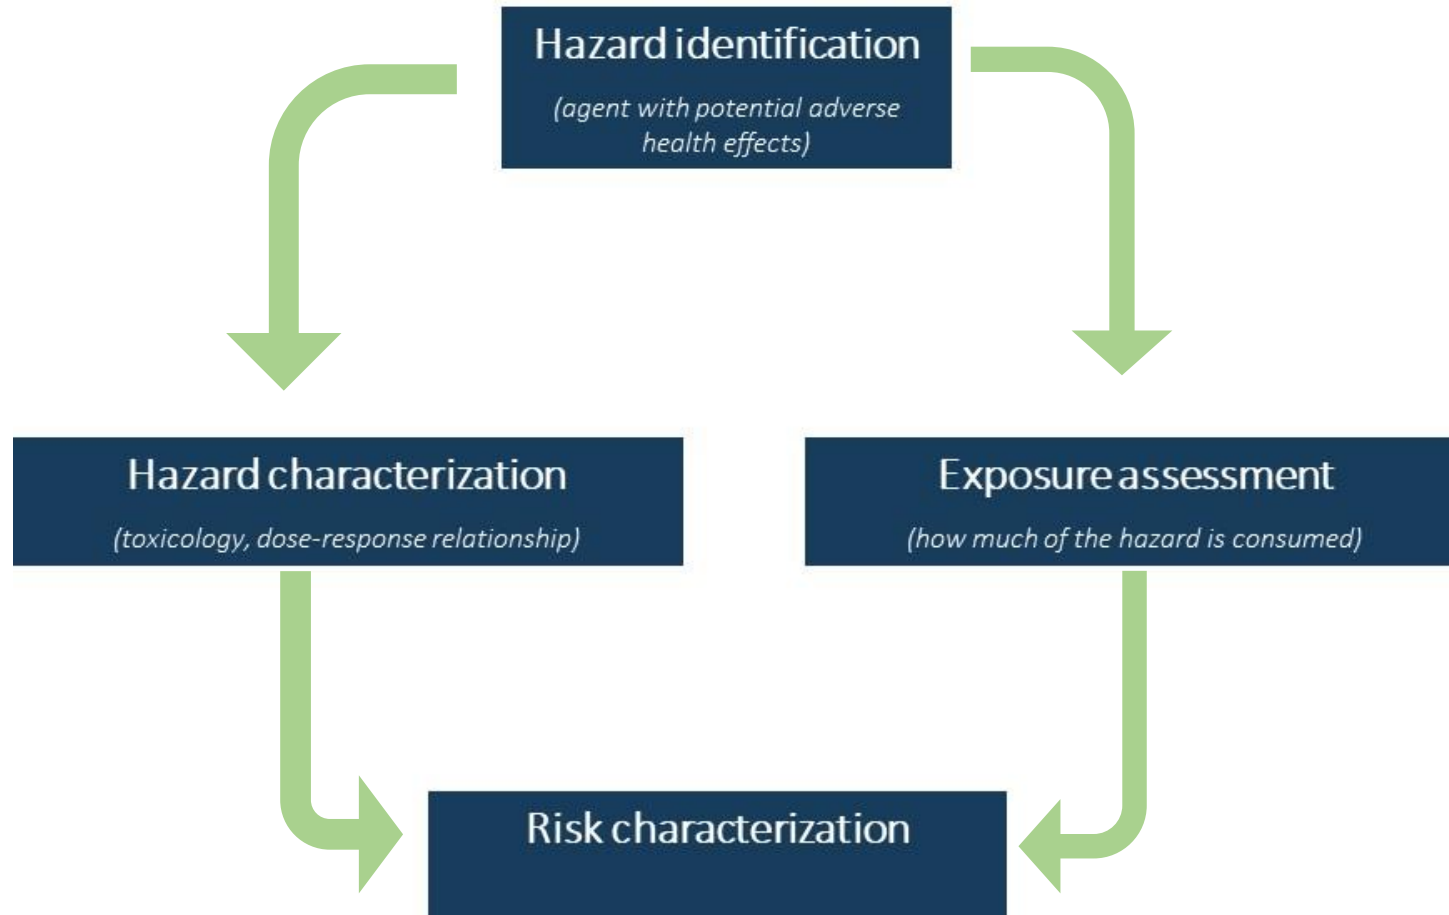 Hazard identification
(agent with potential adverse
health effects)
Hazard characterization
(toxicology, dose-response relationship)
Exposure assessment
(how much of the hazard is consumed)
Risk characterization